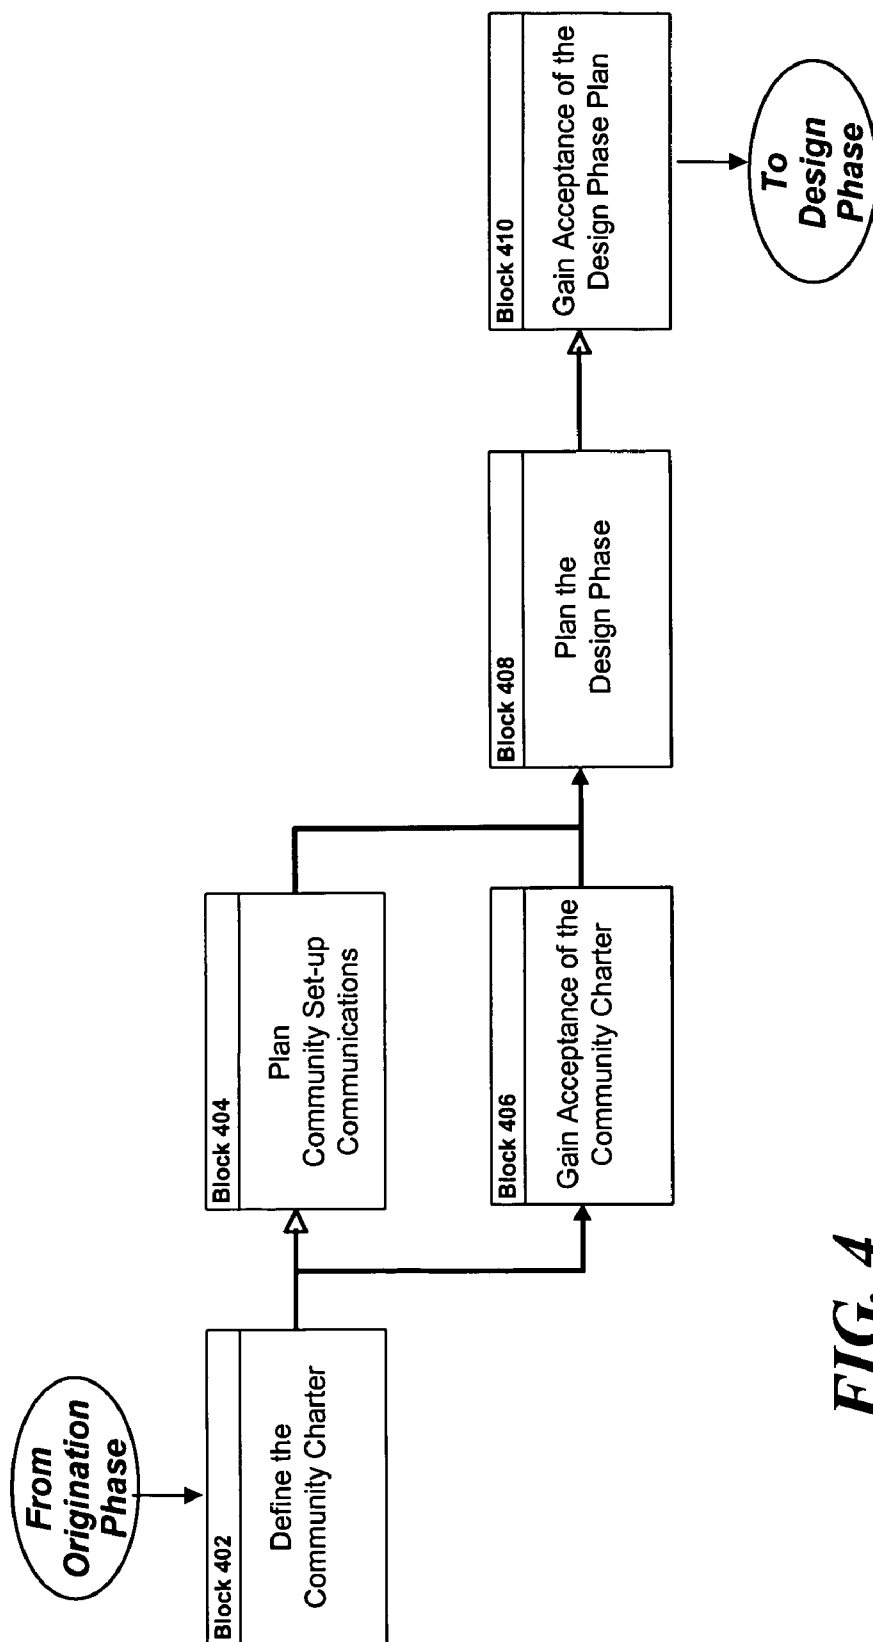 From
Origination
Phase
Block 402
Define the
Community Charter
Block 404
Plan
Community Set-up
Communications
Block 406
Gain Acceptance of the
Community Charter
Block 408
Plan the
Design Phase
Block 410
Gain Acceptance of the
Design Phase Plan
To
Design
Phase
FIG. 4